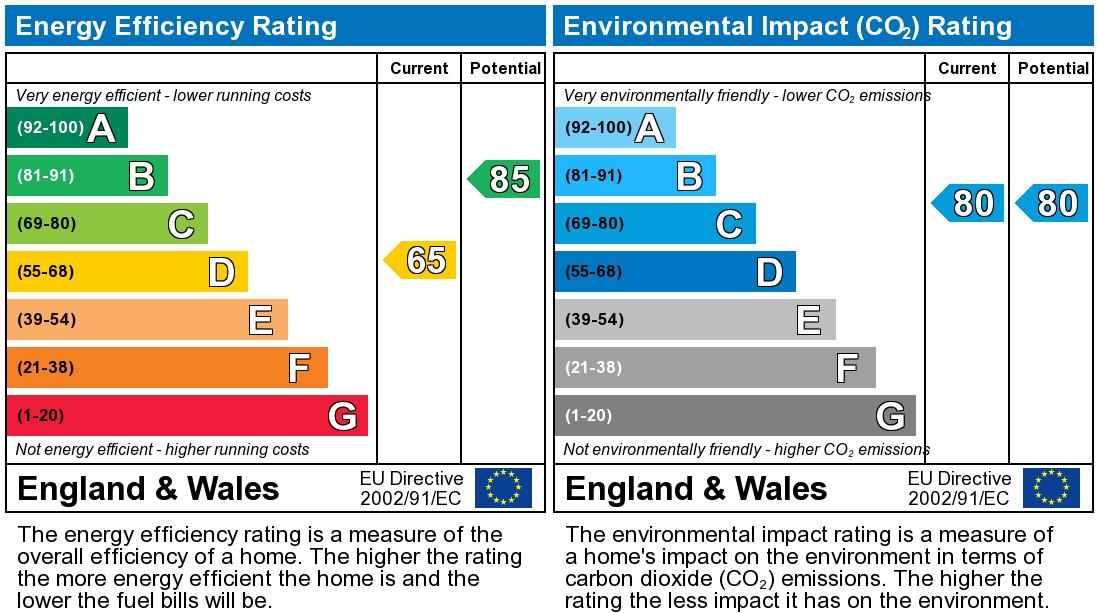 Energy Efficiency Rating
Current Potential
Very energy efficient - lower running costs
(92-100) A
(81-91) B
85
(69-80) C
(55-68) D
65
(39-54) E
(21-38) F
(1-20) G
Not energy efficient - higher running costs
England & Wales
EU Directive
2002/91/EC
The energy efficiency rating is a measure of the
overall efficiency of a home. The higher the rating
the more energy efficient the home is and the
lower the fuel bills will be.
Environmental Impact (CO₂) Rating
Current Potential
Very environmentally friendly - lower CO₂ emissions
(92-100) A
(81-91) B
(69-80) C
80 80
(55-68) D
(39-54) E
(21-38) F
(1-20) G
Not environmentally friendly - higher CO₂ emissions
England & Wales
EU Directive
2002/91/EC
The environmental impact rating is a measure of
a home's impact on the environment in terms of
carbon dioxide (CO₂) emissions. The higher the
rating the less impact it has on the environment.